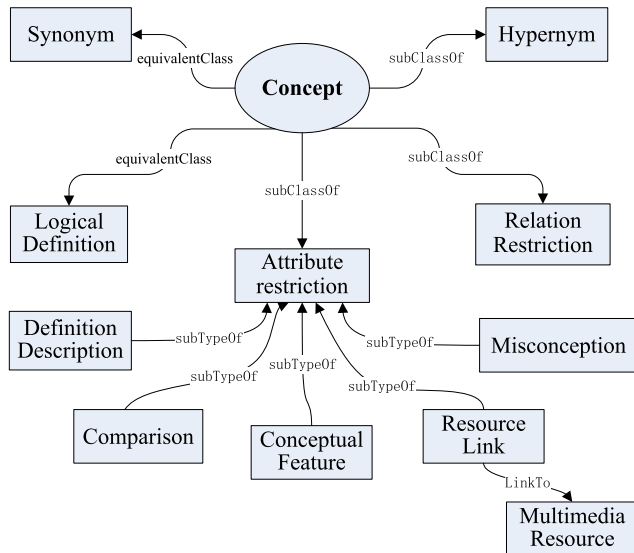 Synonym
equivalentClass
Concept
subClassOf
Hypernym
equivalentClass
subClassOf
subClassOf
Logical
Definition
Relation
Restriction
Attribute
restriction
Definition
Description
subTypeOf
subTypeOf
subTypeOf
subTypeOf
subTypeOf
Misconception
Comparison
Conceptual
Feature
Resource
Link
LinkTo
Multimedia
Resource